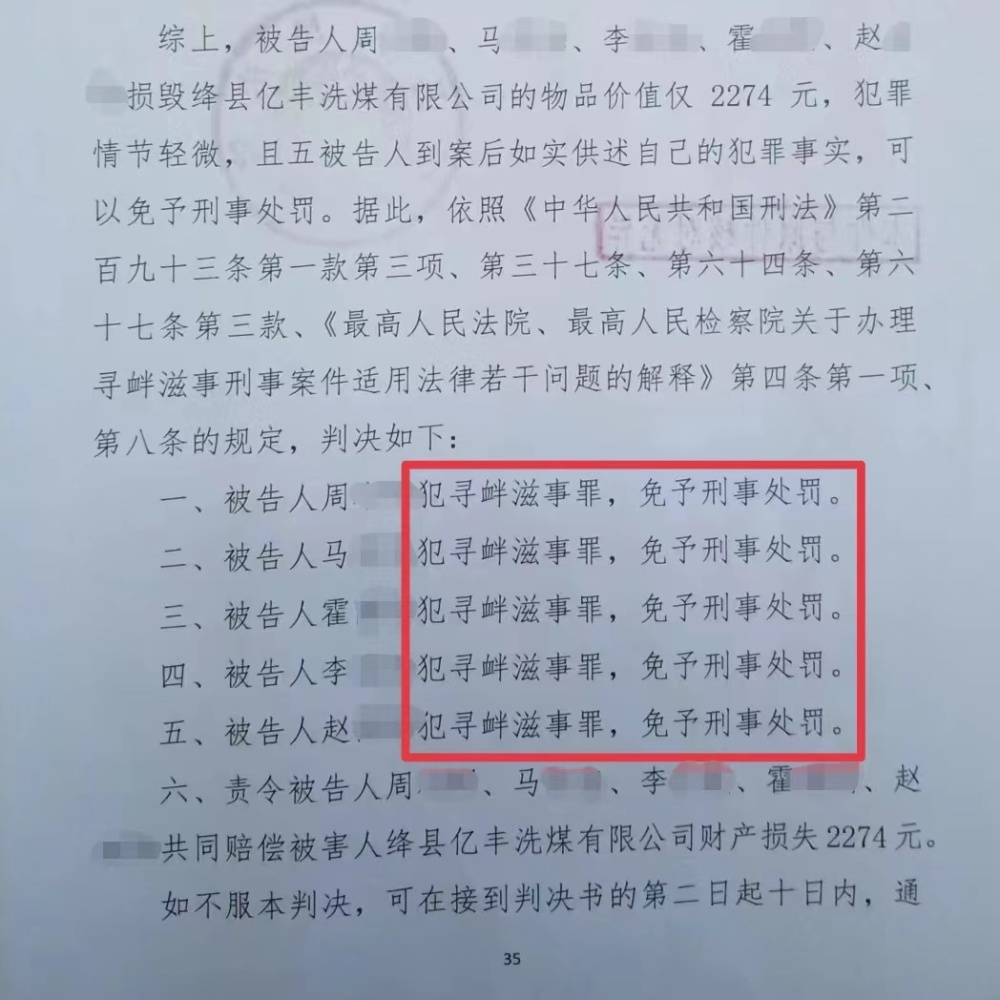 综上，被告人周、马、李、霍、赵
损毁绛县亿丰洗煤有限公司的物品价值仅 2274 元，犯罪
情节轻微，且五被告人到案后如实供述自己的犯罪事实，可
以免予刑事处罚。据此，依照《中华人民共和国刑法》第二
百九十三条第一款第三项、第三十七条、第六十四条、第六
十七条第三款、《最高人民法院、最高人民检察院关于办理
寻衅滋事刑事案件适用法律若干问题的解释》第四条第一项、
第八条的规定，判决如下：
一、被告人周犯寻衅滋事罪，免予刑事处罚。
二、被告人马犯寻衅滋事罪，免予刑事处罚。
三、被告人霍犯寻衅滋事罪，免予刑事处罚。
四、被告人李犯寻衅滋事罪，免予刑事处罚。
五、被告人赵犯寻衅滋事罪，免予刑事处罚。
六、责令被告人周、马、李、霍、赵
共同赔偿被害人绛县亿丰洗煤有限公司财产损失2274元。
如不服本判决，可在接到判决书的第二日起十日内，通
35